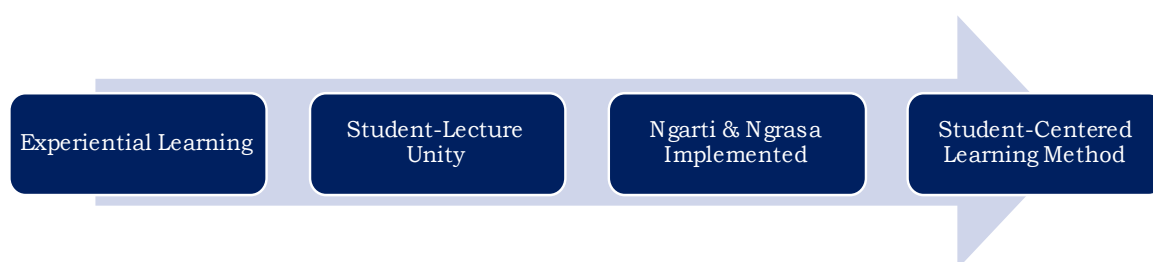 Experiential Learning
Student-Lecture
Unity
Ngarti & Ngrasa
Implemented
Student-Centered
Learning Method